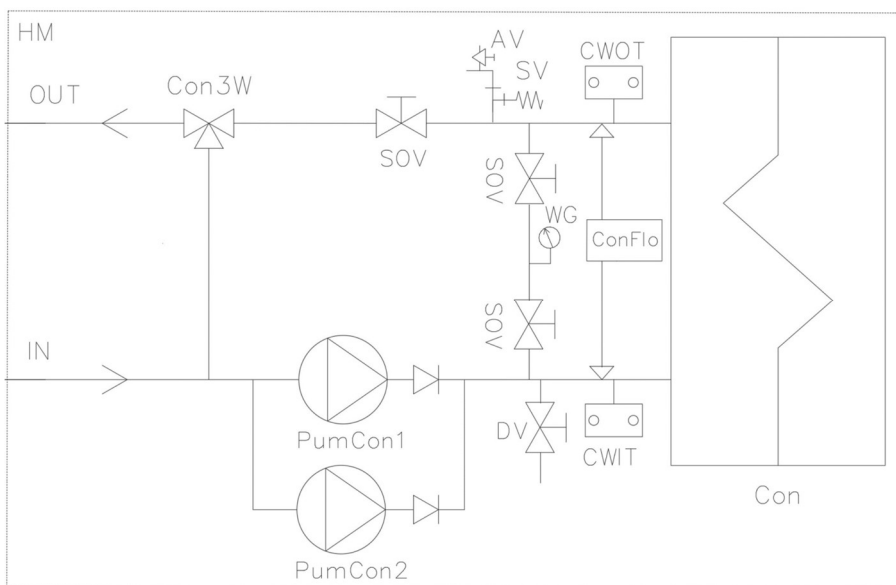 HM
AV
CWOT
Con3W
SV
OUT
SOV
SOV
WG
ConFlo
SOV
IN
PumCon1
DV
CWIT
Con
PumCon2